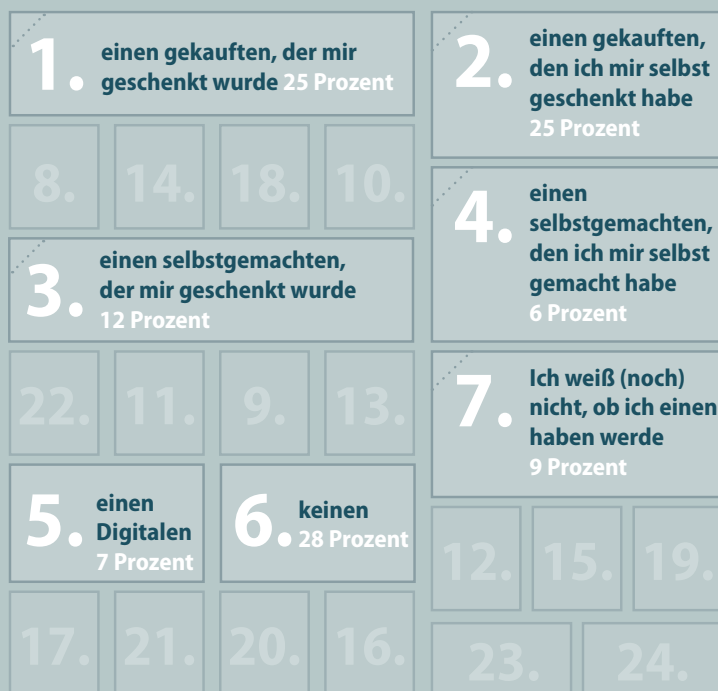 1.
einen gekauften, der mir
geschenkt wurde 25 Prozent
2.
einen gekauften,
den ich mir selbst
geschenkt habe
25 Prozent
8. 14. 18. 10.
3.
einen selbstgemachten,
der mir geschenkt wurde
12 Prozent
4.
einen
selbstgemachten,
den ich mir selbst
gemacht habe
6 Prozent
22. 11. 9. 13.
7.
Ich weiß (noch)
nicht, ob ich einen
haben werde
9 Prozent
5.
einen
Digitalen
7 Prozent
6.
keinen
28 Prozent
12. 15. 19.
17. 21. 20. 16.
23. 24.